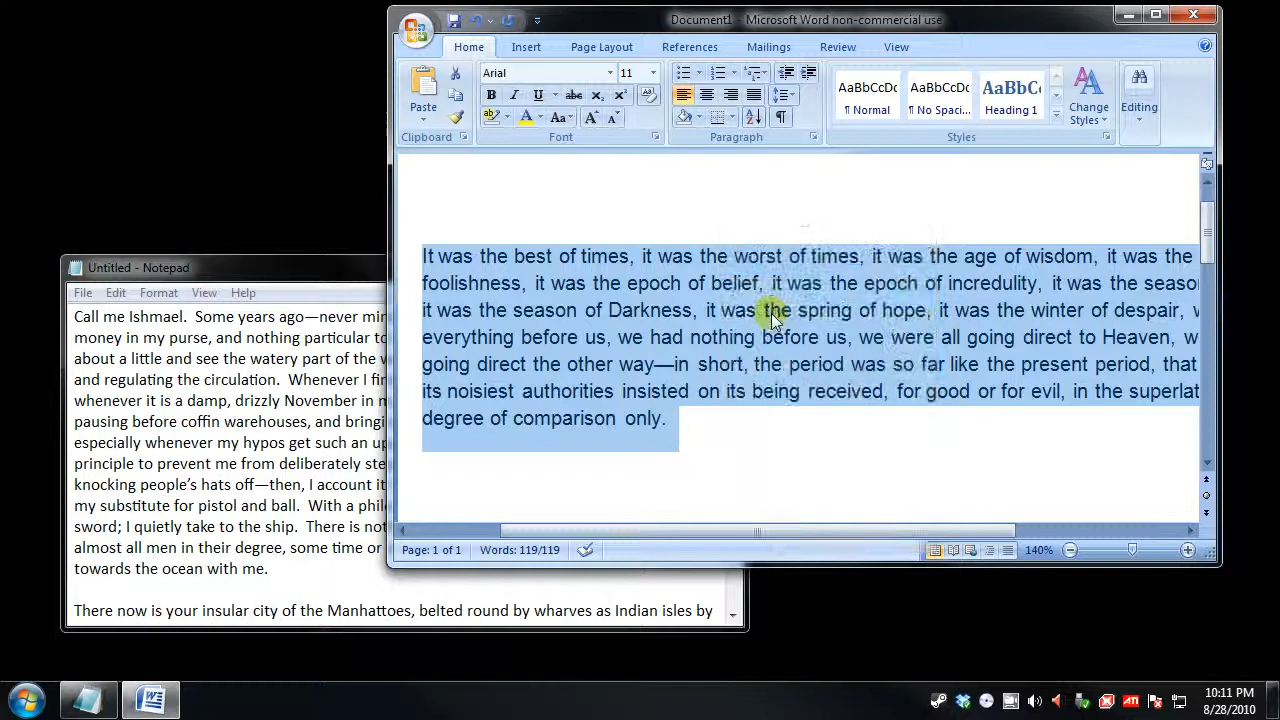 Document1 - Microsoft Word non-commercial use
Home Insert Page Layout References Mailings Review View
Paste
Clipboard
Arial 11
B I U abc x₂ x² Aa A A
Font
Paragraph
AaBbCcDc AaBbCcDc AaBbC
¶ Normal ¶ No Spaci... Heading 1
Change Styles
Styles
Editing
It was the best of times, it was the worst of times, it was the age of wisdom, it was the
foolishness, it was the epoch of belief, it was the epoch of incredulity, it was the seaso
it was the season of Darkness, it was the spring of hope, it was the winter of despair, w
everything before us, we had nothing before us, we were all going direct to Heaven, w
going direct the other way—in short, the period was so far like the present period, that
its noisiest authorities insisted on its being received, for good or for evil, in the superlat
degree of comparison only.
Page: 1 of 1 Words: 119/119 140%
Untitled - Notepad
File Edit Format View Help
Call me Ishmael. Some years ago—never min
money in my purse, and nothing particular to
about a little and see the watery part of the w
and regulating the circulation. Whenever I fin
whenever it is a damp, drizzly November in m
pausing before coffin warehouses, and bringi
especially whenever my hypos get such an up
principle to prevent me from deliberately ste
knocking people's hats off—then, I account it
my substitute for pistol and ball. With a phil
sword; I quietly take to the ship. There is not
almost all men in their degree, some time or
towards the ocean with me.
There now is your insular city of the Manhattoes, belted round by wharves as Indian isles by
ATI
10:11 PM
8/28/2010